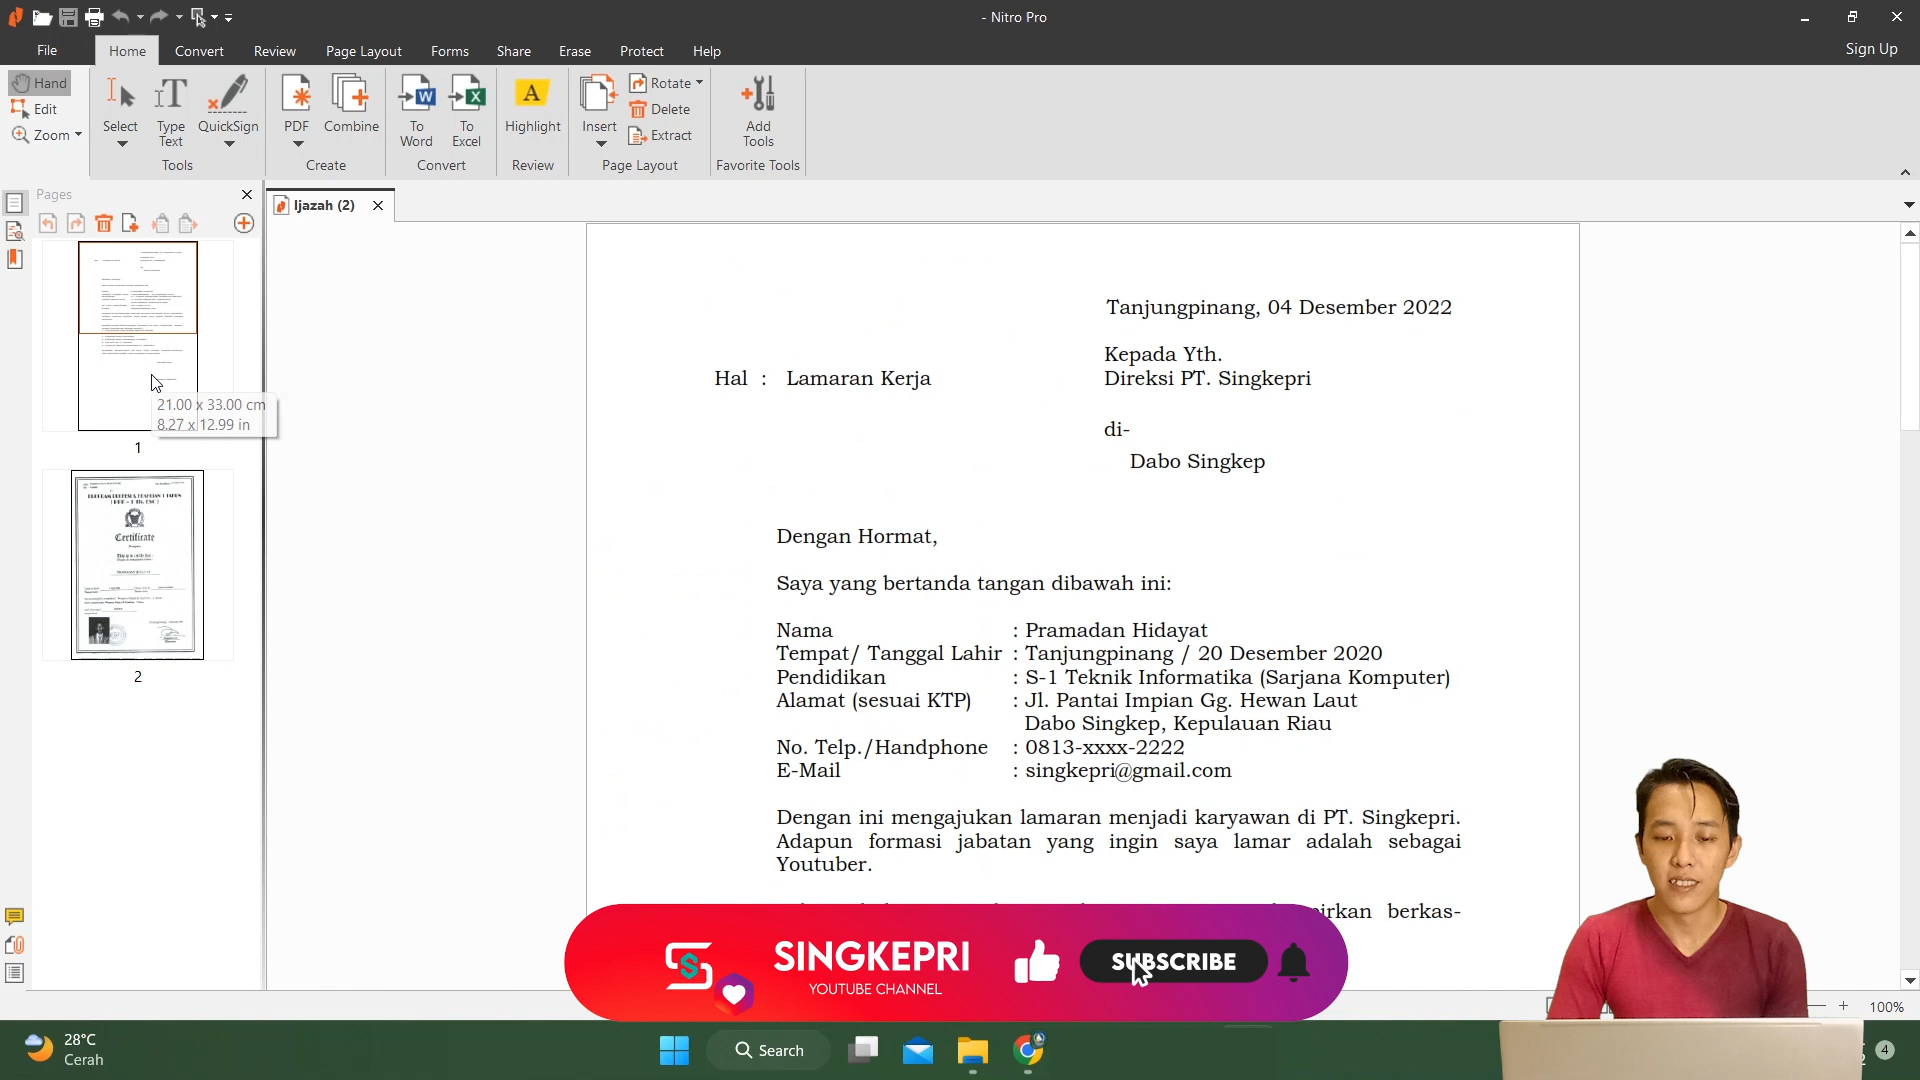 - Nitro Pro
File
Home
Convert
Review
Page Layout
Forms
Share
Erase
Protect
Help
Sign Up
Hand
Edit
Zoom
Select
Type
Text
QuickSign
Tools
PDF
Combine
Create
To
Word
To
Excel
Convert
Highlight
Review
Insert
Rotate
Delete
Extract
Page Layout
Add
Tools
Favorite Tools
Pages
Ijazah (2)
21.00 x 33.00 cm
8.27 x 12.99 in
1
Certificate
2
Tanjungpinang, 04 Desember 2022
Kepada Yth.
Hal : Lamaran Kerja
Direksi PT. Singkepri
di-
Dabo Singkep
Dengan Hormat,
Saya yang bertanda tangan dibawah ini:
Nama : Pramadan Hidayat
Tempat/ Tanggal Lahir : Tanjungpinang / 20 Desember 2020
Pendidikan : S-1 Teknik Informatika (Sarjana Komputer)
Alamat (sesuai KTP) : Jl. Pantai Impian Gg. Hewan Laut
Dabo Singkep, Kepulauan Riau
No. Telp./Handphone : 0813-xxxx-2222
E-Mail : singkepri@gmail.com
Dengan ini mengajukan lamaran menjadi karyawan di PT. Singkepri.
Adapun formasi jabatan yang ingin saya lamar adalah sebagai
Youtuber.
berkas-
SINGKEPRI
YOUTUBE CHANNEL
SUBSCRIBE
100%
28°C
Cerah
Search
4